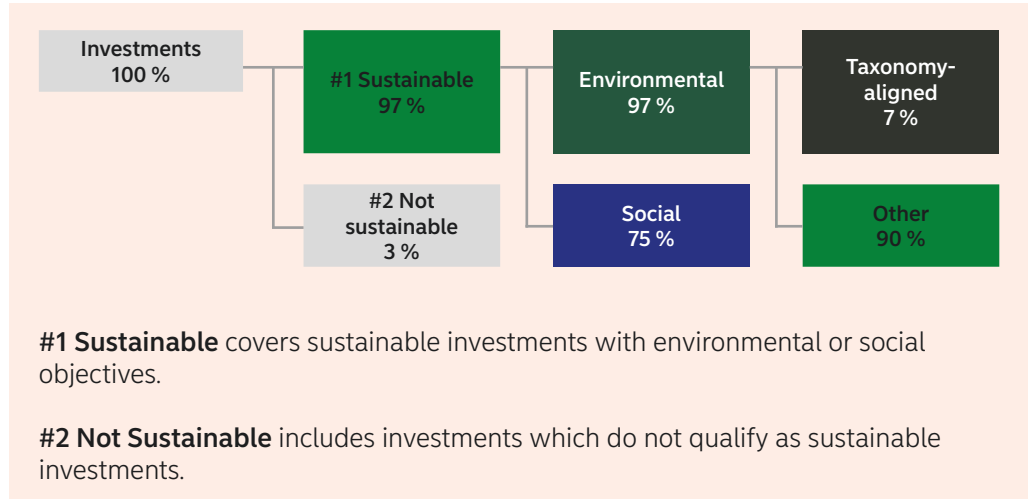 Investments
100 %
#1 Sustainable
97 %
Environmental
97 %
Taxonomy-
aligned
7 %
#2 Not
sustainable
3 %
Social
75 %
Other
90 %
#1 Sustainable covers sustainable investments with environmental or social
objectives.
#2 Not Sustainable includes investments which do not qualify as sustainable
investments.